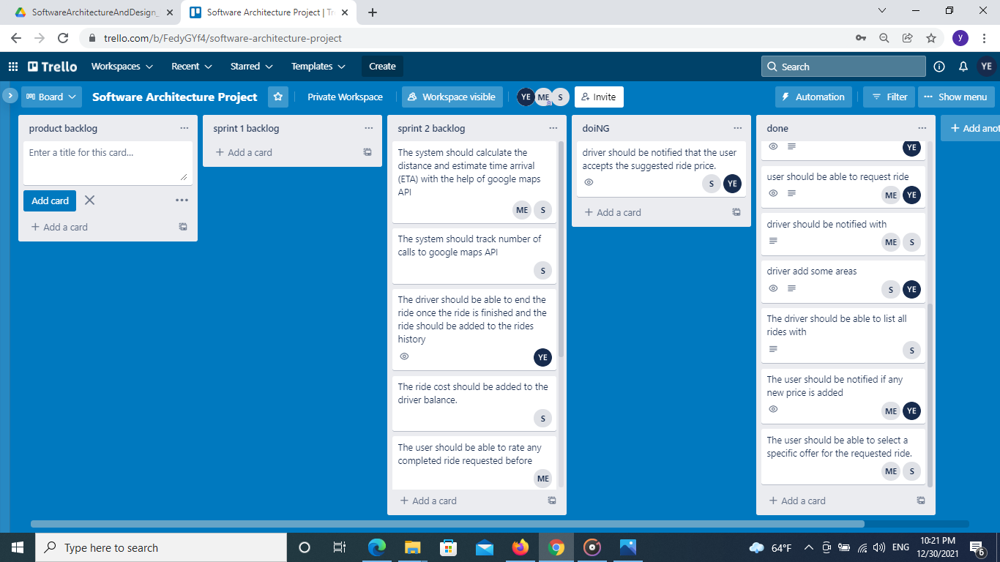 SoftwareArchitectureAndDesign_
Software Architecture Project | Tr
trello.com/b/FedyGYf4/software-architecture-project
y
Trello
Workspaces
Recent
Starred
Templates
Create
Search
YE
Board
Software Architecture Project
Private Workspace
Workspace visible
YE
ME
S
Invite
Automation
Filter
Show menu
product backlog
Enter a title for this card...
Add card
Add a card
sprint 1 backlog
Add a card
sprint 2 backlog
The system should calculate the
distance and estimate time arrival
(ETA) with the help of google maps
API
ME S
The system should track number of
calls to google maps API
S
The driver should be able to end the
ride once the ride is finished and the
ride should be added to the rides
history
YE
The ride cost should be added to the
driver balance.
S
The user should be able to rate any
completed ride requested before
ME
Add a card
doiNG
driver should be notified that the user
accepts the suggested ride price.
S YE
Add a card
done
YE
user should be able to request ride
ME YE
driver should be notified with
ME S
driver add some areas
S YE
The driver should be able to list all
rides with
S
The user should be notified if any
new price is added
ME YE
The user should be able to select a
specific offer for the requested ride.
ME S
Add a card
Add anot
Type here to search
64°F
ENG
10:21 PM
12/30/2021
6